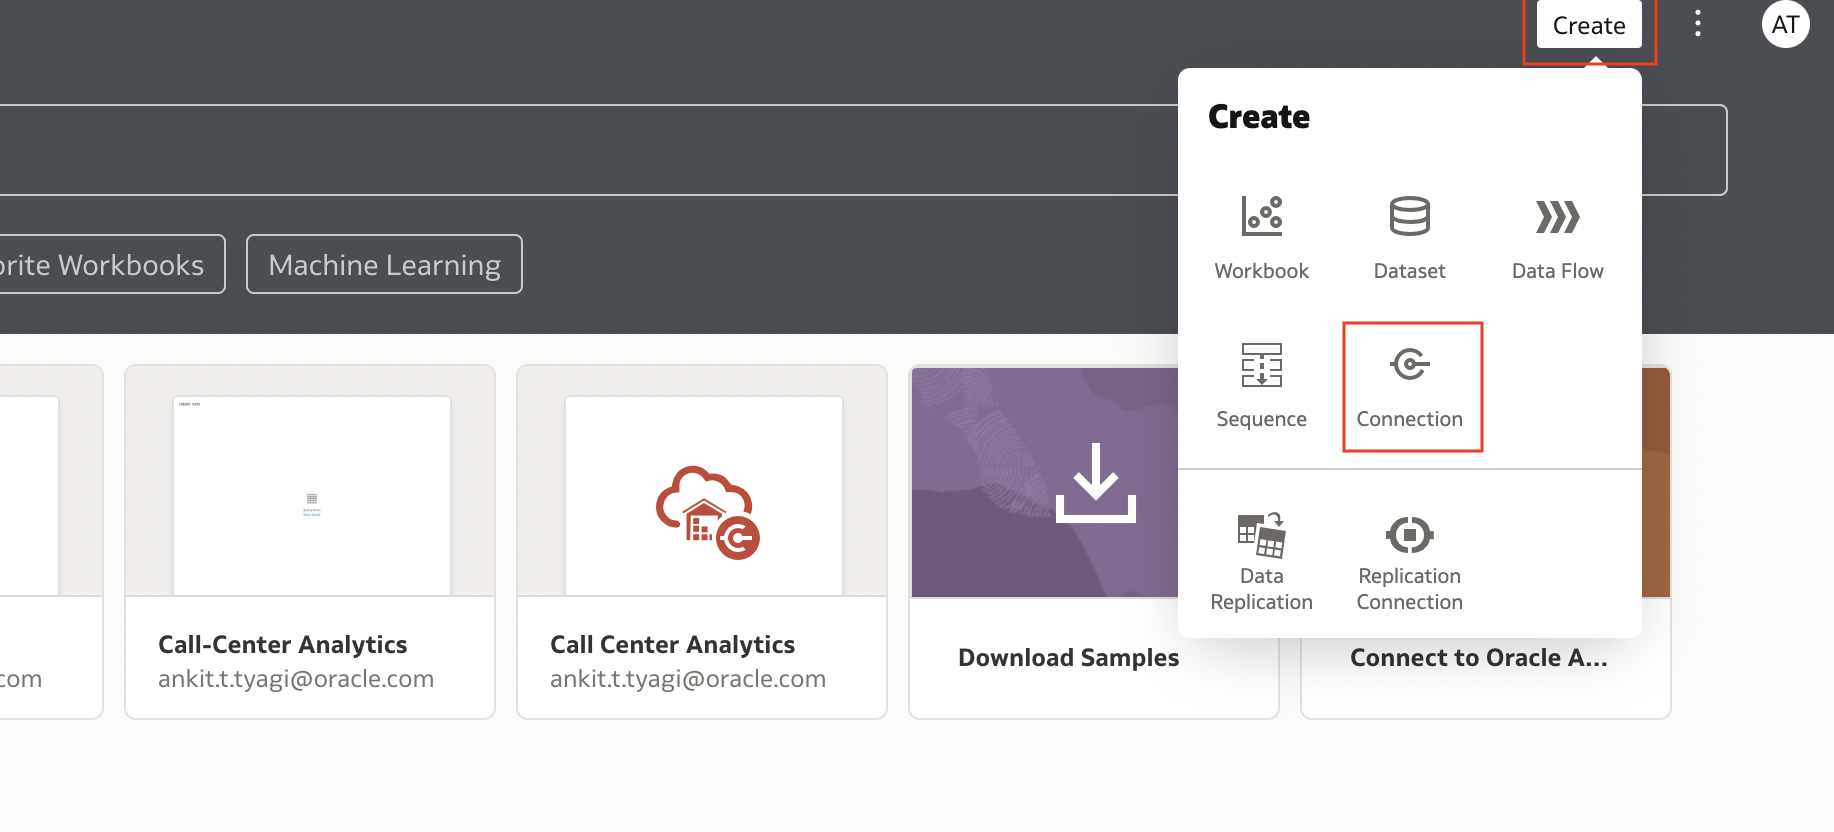 Create
AT
Create
Workbook
Dataset
Data Flow
orite Workbooks
Machine Learning
Sequence
Connection
Data
Replication
Replication
Connection
Call-Center Analytics
Call Center Analytics
Download Samples
Connect to Oracle A...
com
ankit.t.tyagi@oracle.com
ankit.t.tyagi@oracle.com